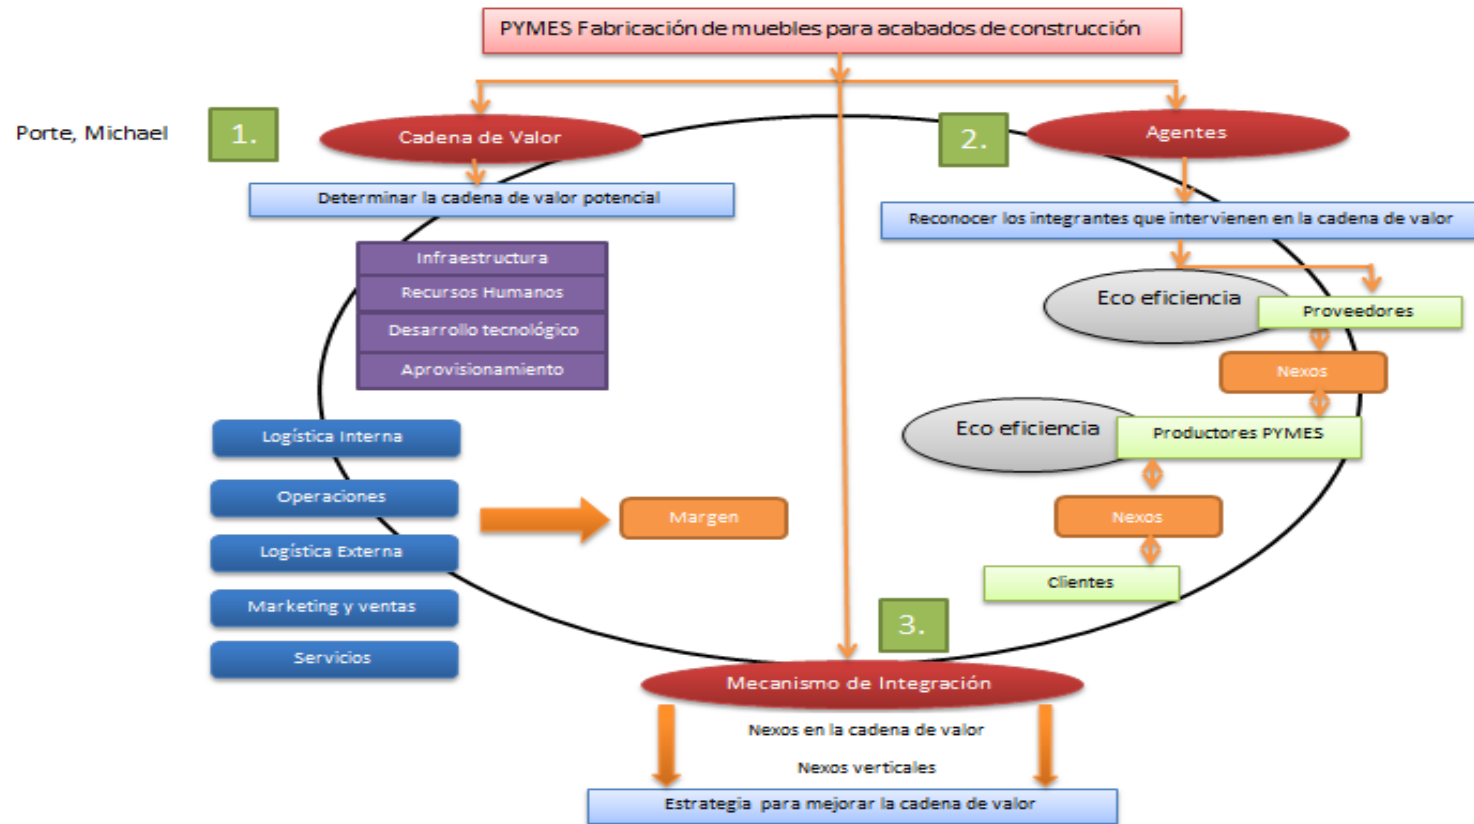 PYMES Fabricación de muebles para acabados de construcción
Porte, Michael
1.
Cadena de Valor
Determinar la cadena de valor potencial
Infraestructura
Recursos Humanos
Desarrollo tecnológico
Aprovisionamiento
Logística Interna
Operaciones
Logística Externa
Marketing y ventas
Servicios
Margen
2.
Agentes
Reconocer los integrantes que intervienen en la cadena de valor
Eco eficiencia
Proveedores
Nexos
Eco eficiencia
Productores PYMES
Nexos
Clientes
3.
Mecanismo de Integración
Nexos en la cadena de valor
Nexos verticales
Estrategia para mejorar la cadena de valor